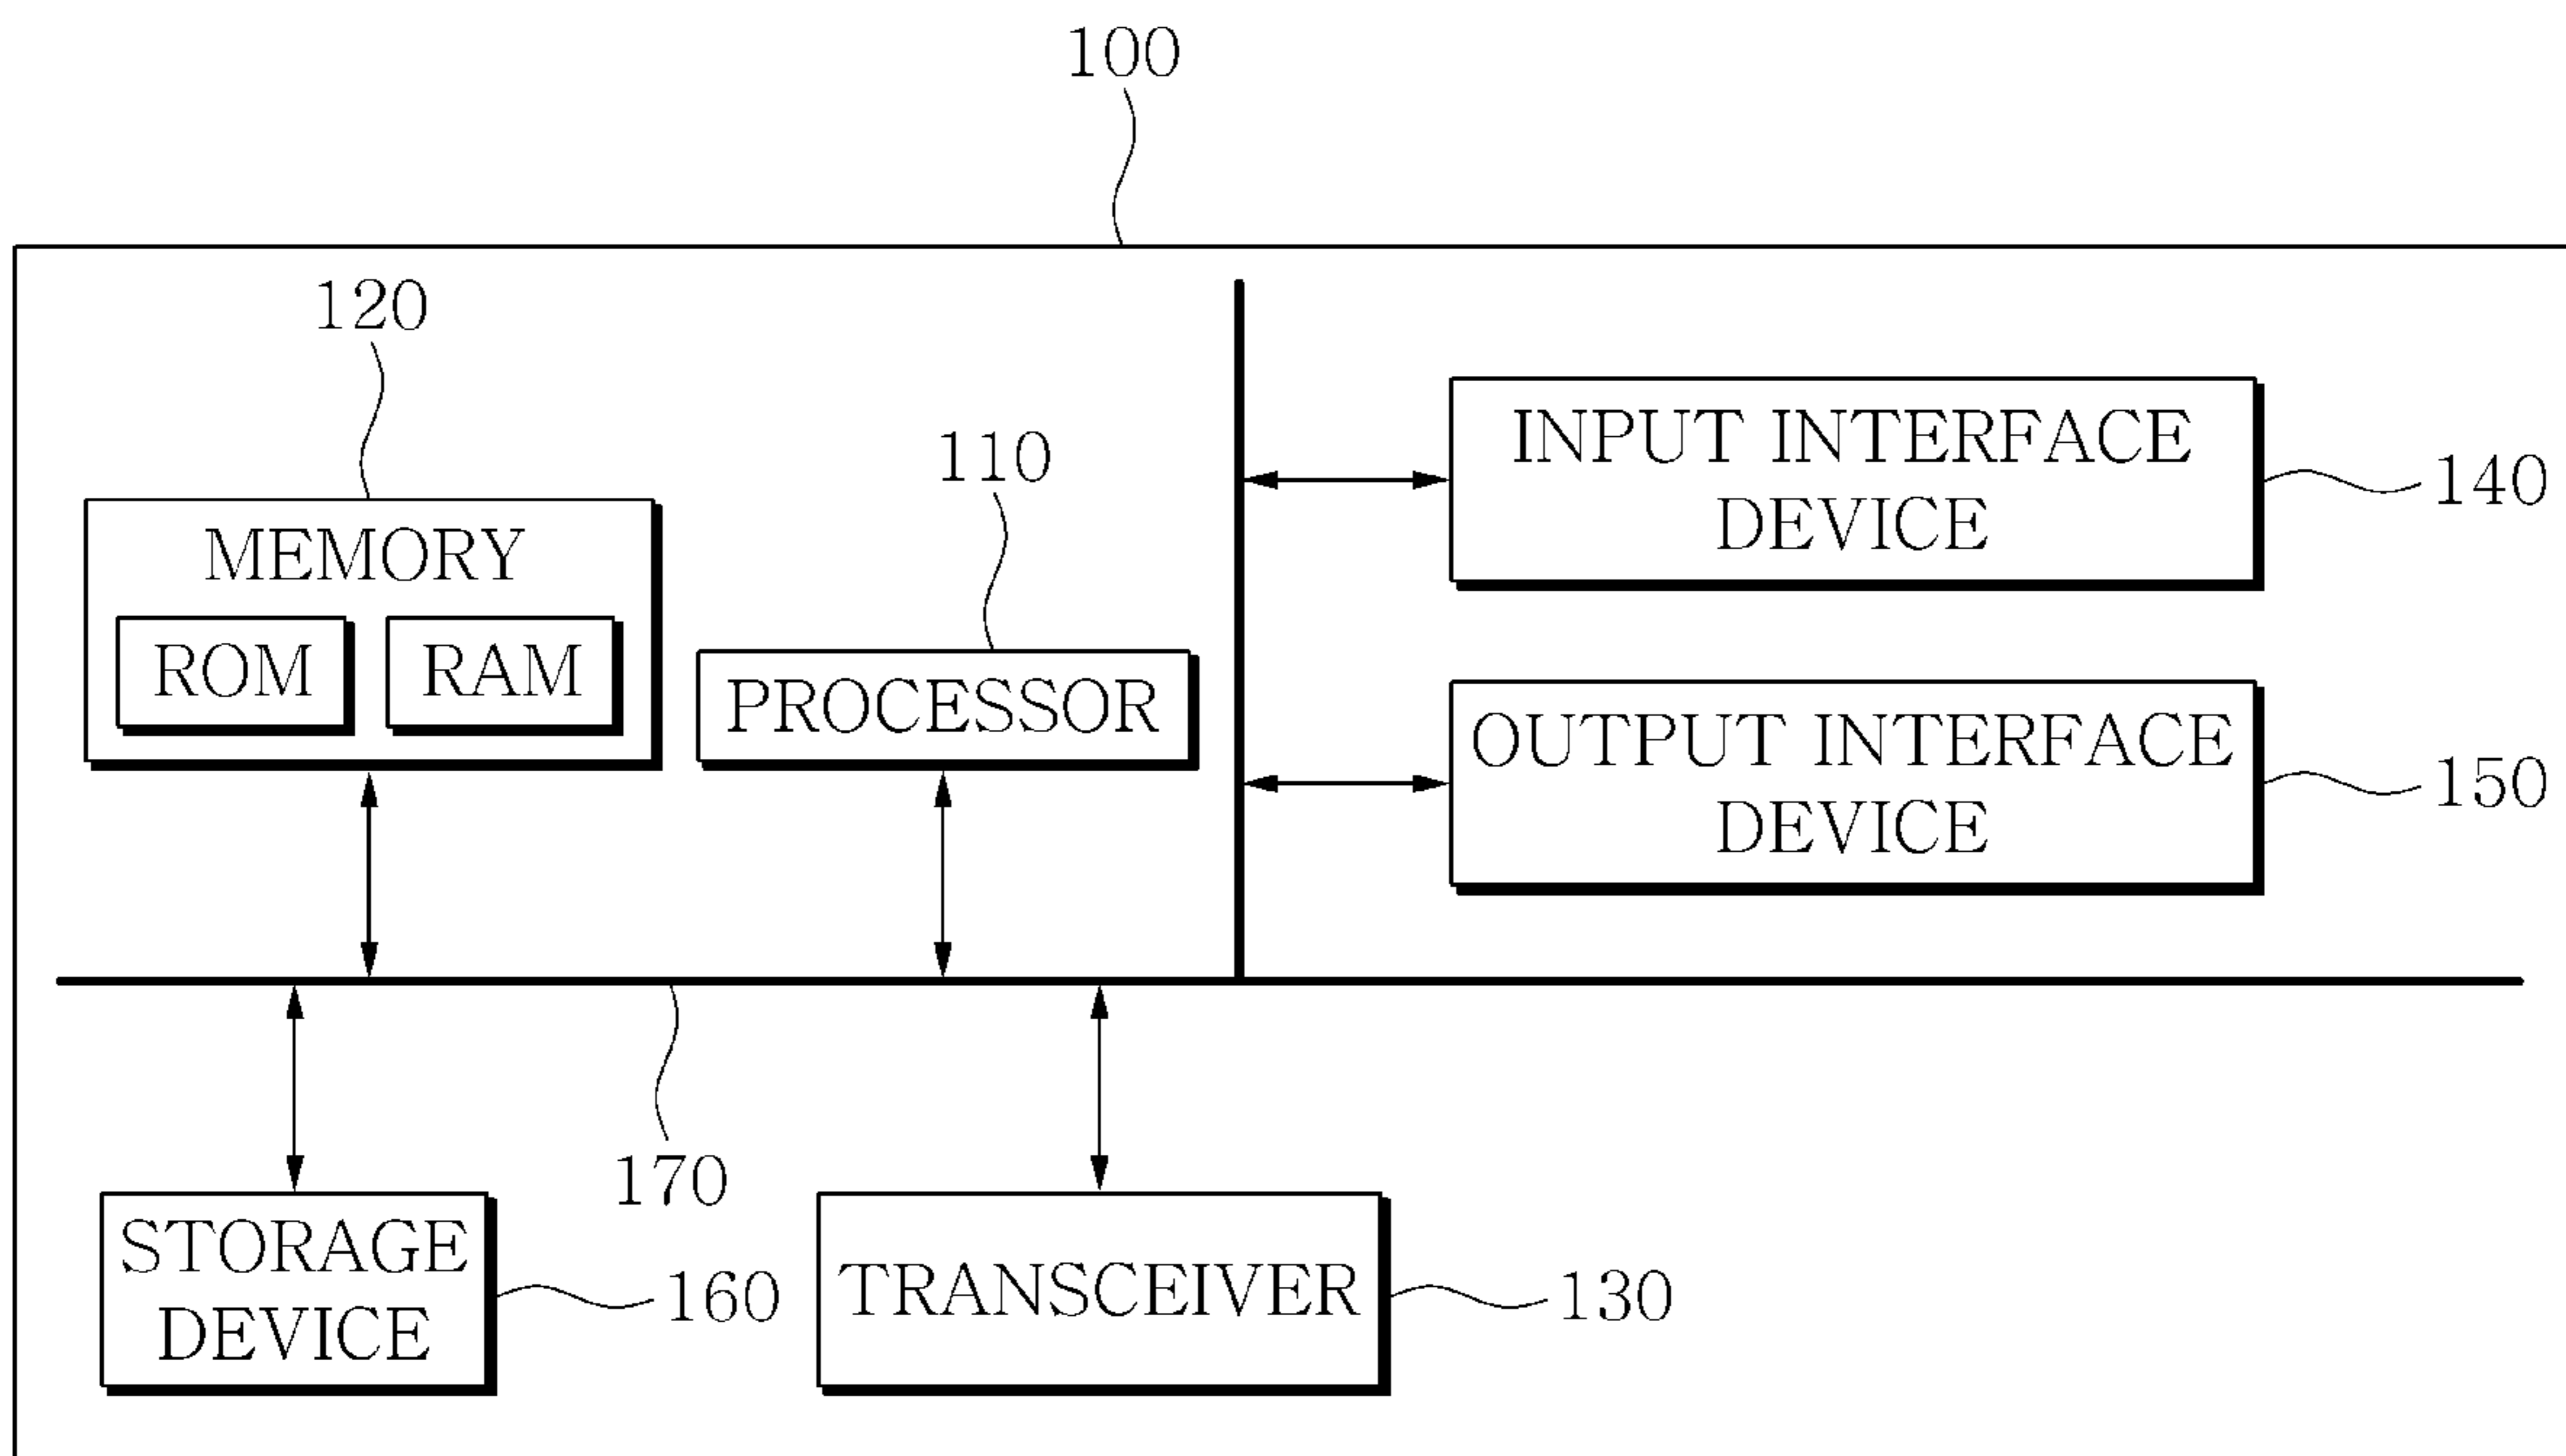 100
120
110
MEMORY
ROM
RAM
PROCESSOR
INPUT INTERFACE
DEVICE
140
OUTPUT INTERFACE
DEVICE
150
170
STORAGE
DEVICE
160
TRANSCEIVER
130